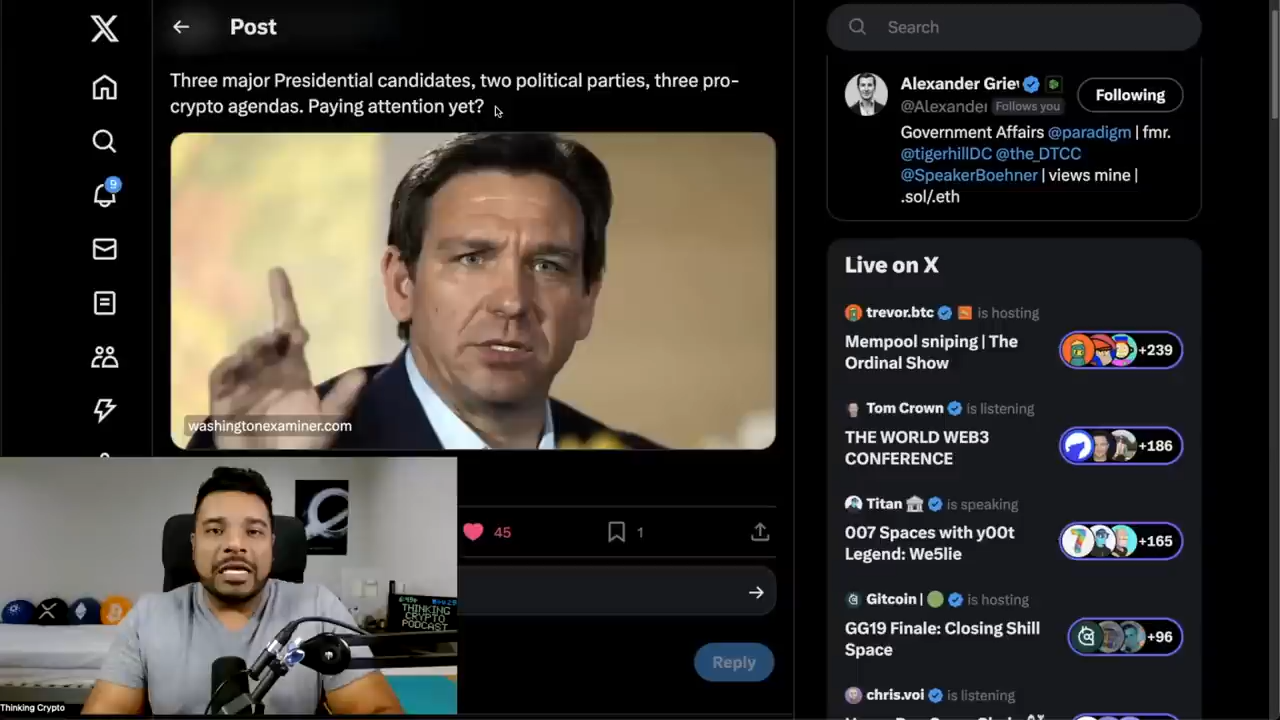 Post
Three major Presidential candidates, two political parties, three pro-
crypto agendas. Paying attention yet?
washingtonexaminer.com
45
1
Reply
9
THINKING
CRYPTO
PODCAST
Thinking Crypto
Search
Alexander Grie
@Alexander Follows you
Following
Government Affairs @paradigm | fmr.
@tigerhillDC @the_DTCC
@SpeakerBoehner | views mine |
.sol/.eth
Live on X
trevor.btc is hosting
Mempool sniping | The
Ordinal Show
+239
Tom Crown is listening
THE WORLD WEB3
CONFERENCE
+186
Titan is speaking
007 Spaces with y00t
Legend: We5lie
+165
Gitcoin | is hosting
GG19 Finale: Closing Shill
Space
+96
chris.voi is listening